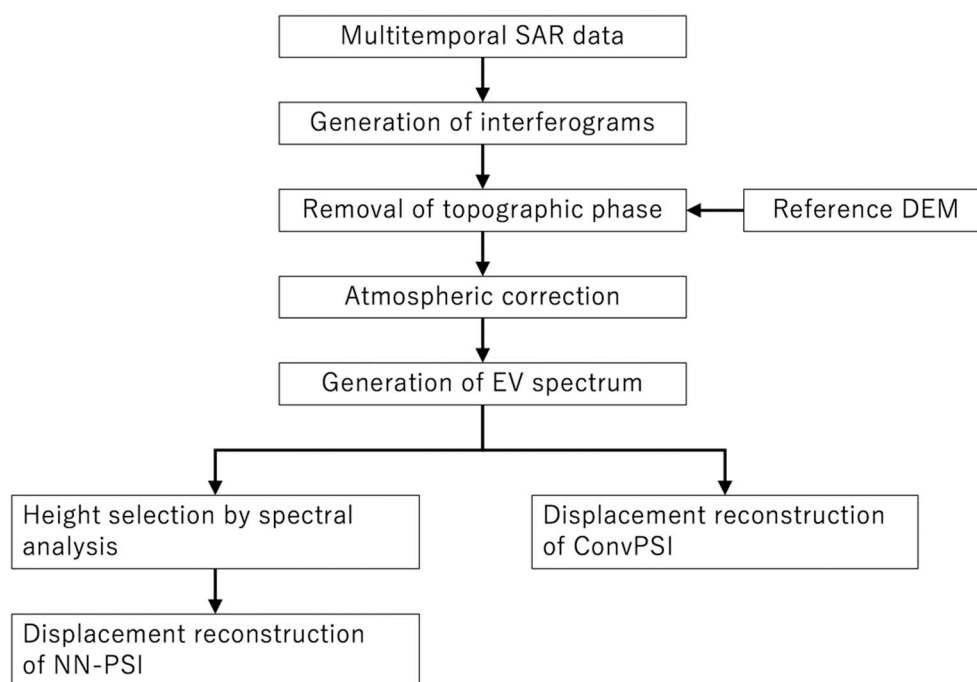 Multitemporal SAR data
Generation of interferograms
Removal of topographic phase
Reference DEM
Atmospheric correction
Generation of EV spectrum
Height selection by spectral
analysis
Displacement reconstruction
of ConvPSI
Displacement reconstruction
of NN-PSI